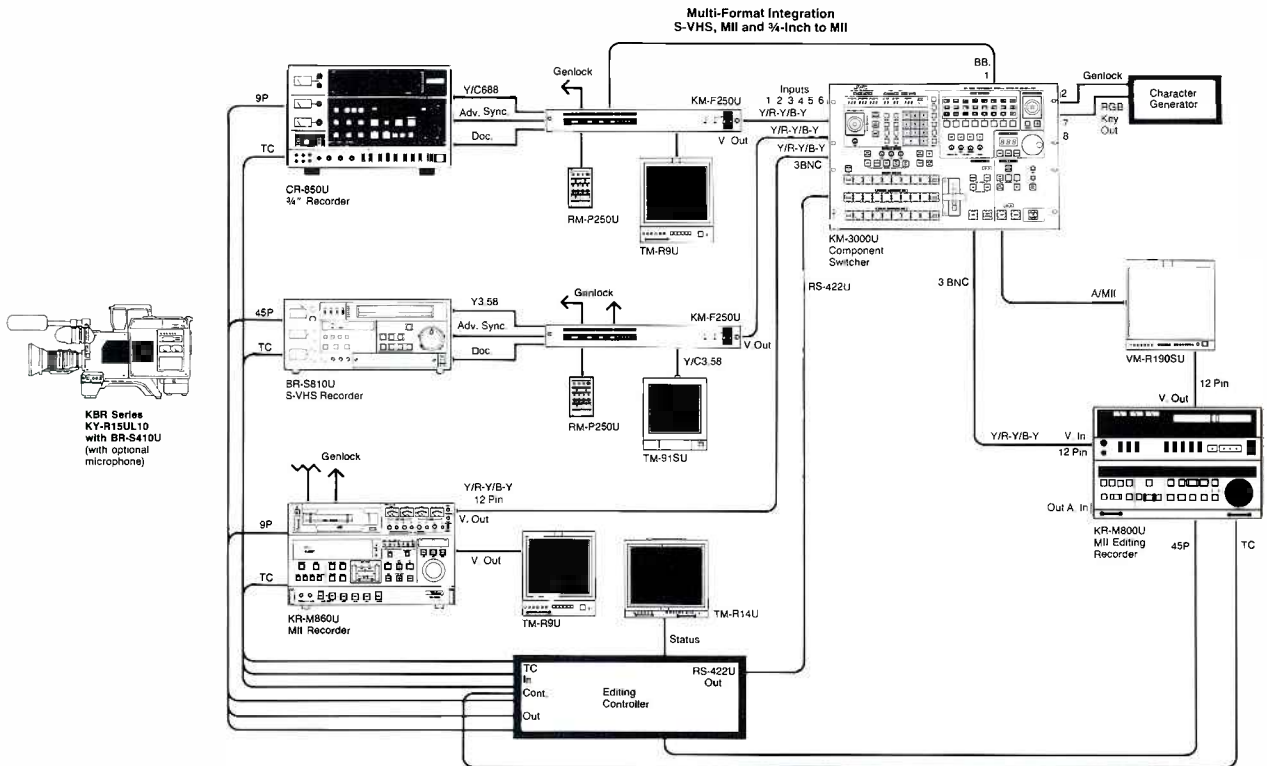 Multi-Format Integration
S-VHS, MII and ¾-Inch to MII
9P
TC
CR-850U
¾" Recorder
Y/C688
Adv. Sync.
Doc.
Genlock
KM-F250U
V Out
RM-P250U
TM-R9U
Inputs
1 2 3 4 5 6
Y/R-Y/B-Y
Y/R-Y/B-Y
Y/R-Y/B-Y
3BNC
BB.
1
2
7
8
Genlock
RGB
Key
Out
Character
Generator
KM-3000U
Component
Switcher
RS-422U
3 BNC
A/MII
VM-R190SU
12 Pin
V. Out
45P
TC
BR-S810U
S-VHS Recorder
Y3.58
Adv. Sync.
Doc
Genlock
KM-F250U
V.Out
Y/C3.58
RM-P250U
TM-91SU
KBR Series
KY-R15UL10
with BR-S410U
(with optional
microphone)
Genlock
9P
TC
KR-M860U
MII Recorder
Y/R-Y/B-Y
12 Pin
V. Out
V. Out
TM-R9U
TM-R14U
Status
Y/R-Y/B-Y
V. In
12 Pin
Out A. In
KR-M800U
MII Editing
Recorder
45P
TC
TC
In
Cont.
Out
Editing
Controller
RS-422U
Out